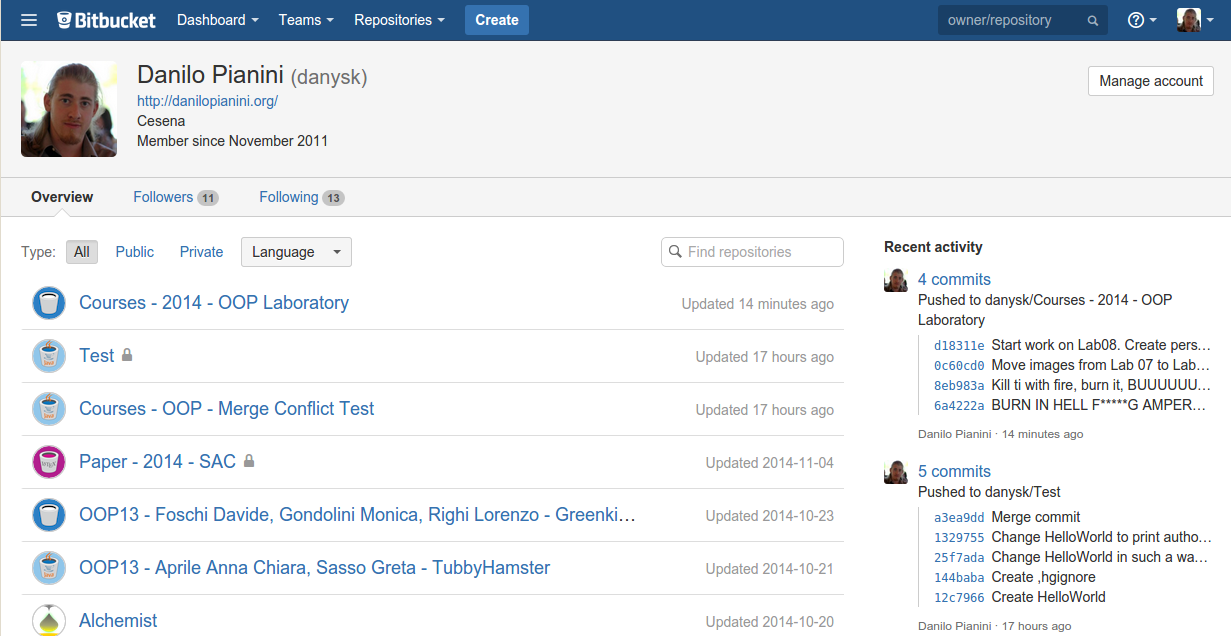 Bitbucket Dashboard Teams Repositories Create owner/repository
Danilo Pianini (danysk)
Manage account
http://danilopianini.org/
Cesena
Member since November 2011
Overview Followers 11 Following 13
Type: All Public Private Language Find repositories
Courses - 2014 - OOP Laboratory Updated 14 minutes ago
Test Updated 17 hours ago
Courses - OOP - Merge Conflict Test Updated 17 hours ago
Paper - 2014 - SAC Updated 2014-11-04
OOP13 - Foschi Davide, Gondolini Monica, Righi Lorenzo - Greenki… Updated 2014-10-23
OOP13 - Aprile Anna Chiara, Sasso Greta - TubbyHamster Updated 2014-10-21
Alchemist Updated 2014-10-20
Recent activity
4 commits
Pushed to danysk/Courses - 2014 - OOP
Laboratory
d18311e Start work on Lab08. Create pers…
0c60cd0 Move images from Lab 07 to Lab…
8eb983a Kill ti with fire, burn it, BUUUUUU…
6a4222a BURN IN HELL F*****G AMPER…
Danilo Pianini · 14 minutes ago
5 commits
Pushed to danysk/Test
a3ea9dd Merge commit
1329755 Change HelloWorld to print autho…
25f7ada Change HelloWorld in such a wa…
144baba Create ,hgignore
12c7966 Create HelloWorld
Danilo Pianini · 17 hours ago